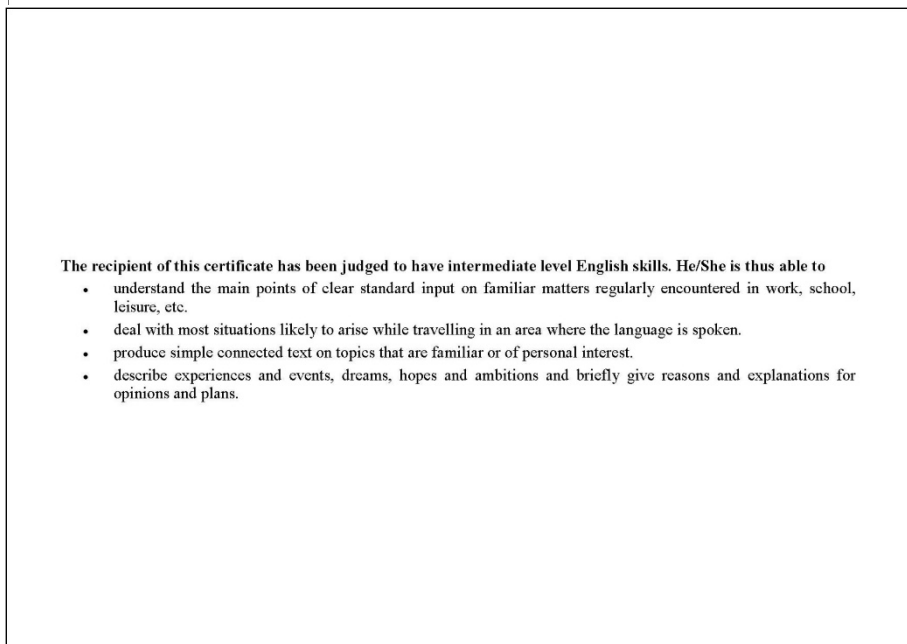 The recipient of this certificate has been judged to have intermediate level English skills. He/She is thus able to
• understand the main points of clear standard input on familiar matters regularly encountered in work, school,
leisure, etc.
• deal with most situations likely to arise while travelling in an area where the language is spoken.
• produce simple connected text on topics that are familiar or of personal interest.
• describe experiences and events, dreams, hopes and ambitions and briefly give reasons and explanations for
opinions and plans.